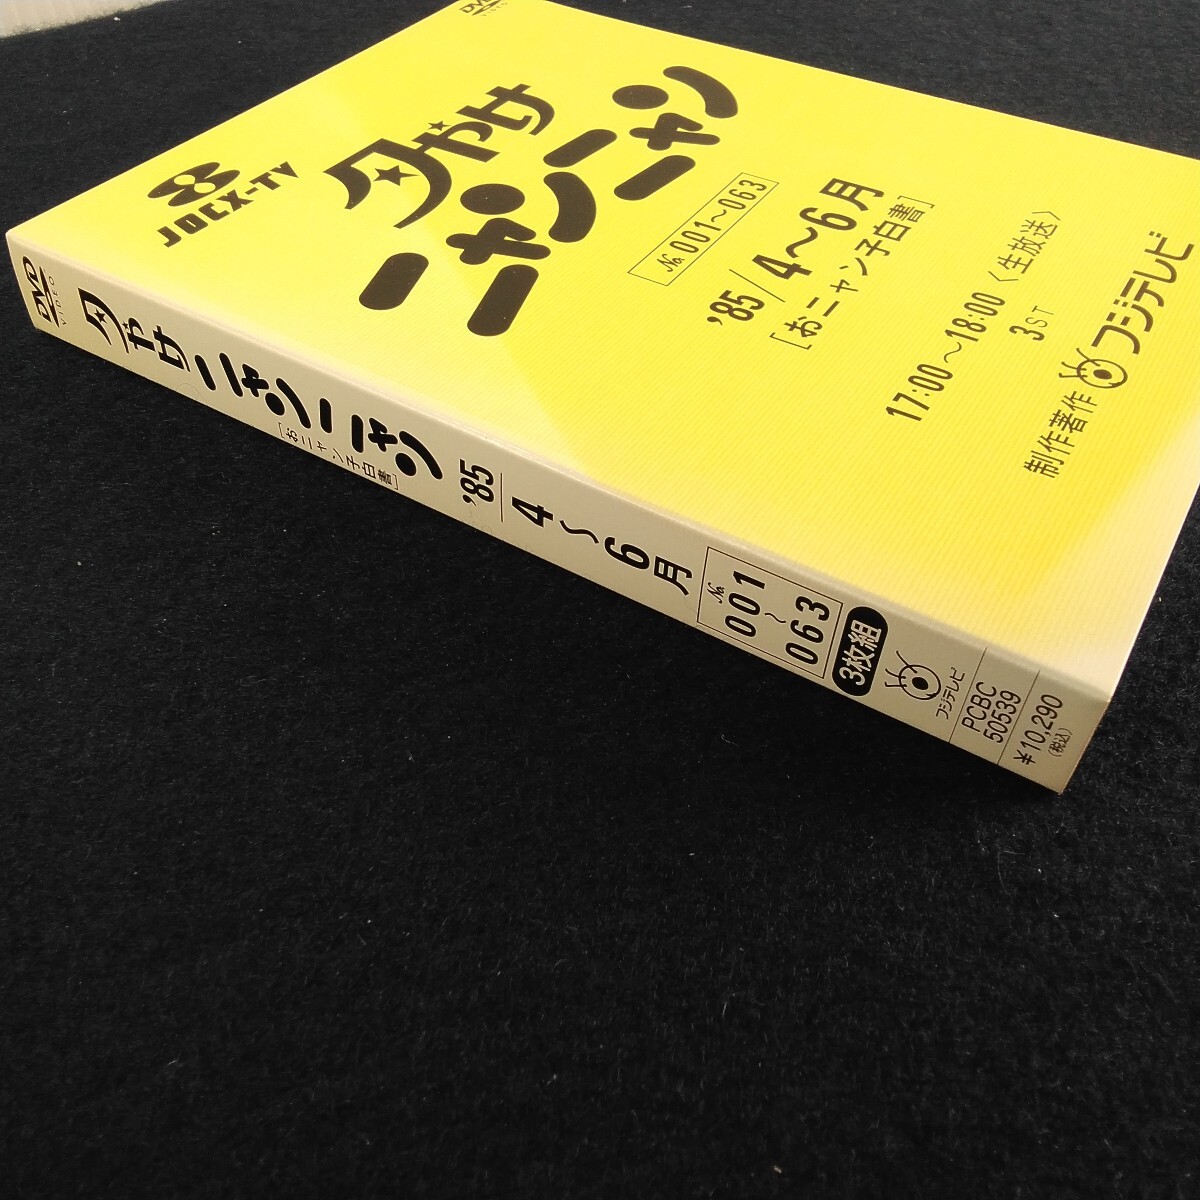 DVD
VIDEO
8
JOCX-TV
夕やけ
ニャンニャン
№001〜063
'85/4〜6月
[おニャン子白書]
17:00〜18:00〈生放送〉
3ST
制作著作 フジテレビ
DVD
VIDEO
夕やけニャンニャン
[おニャン子白書]
'85
4〜6月
№
001
〜
063
3枚組
フジテレビ
PCBC
50539
¥10,290
(税込)